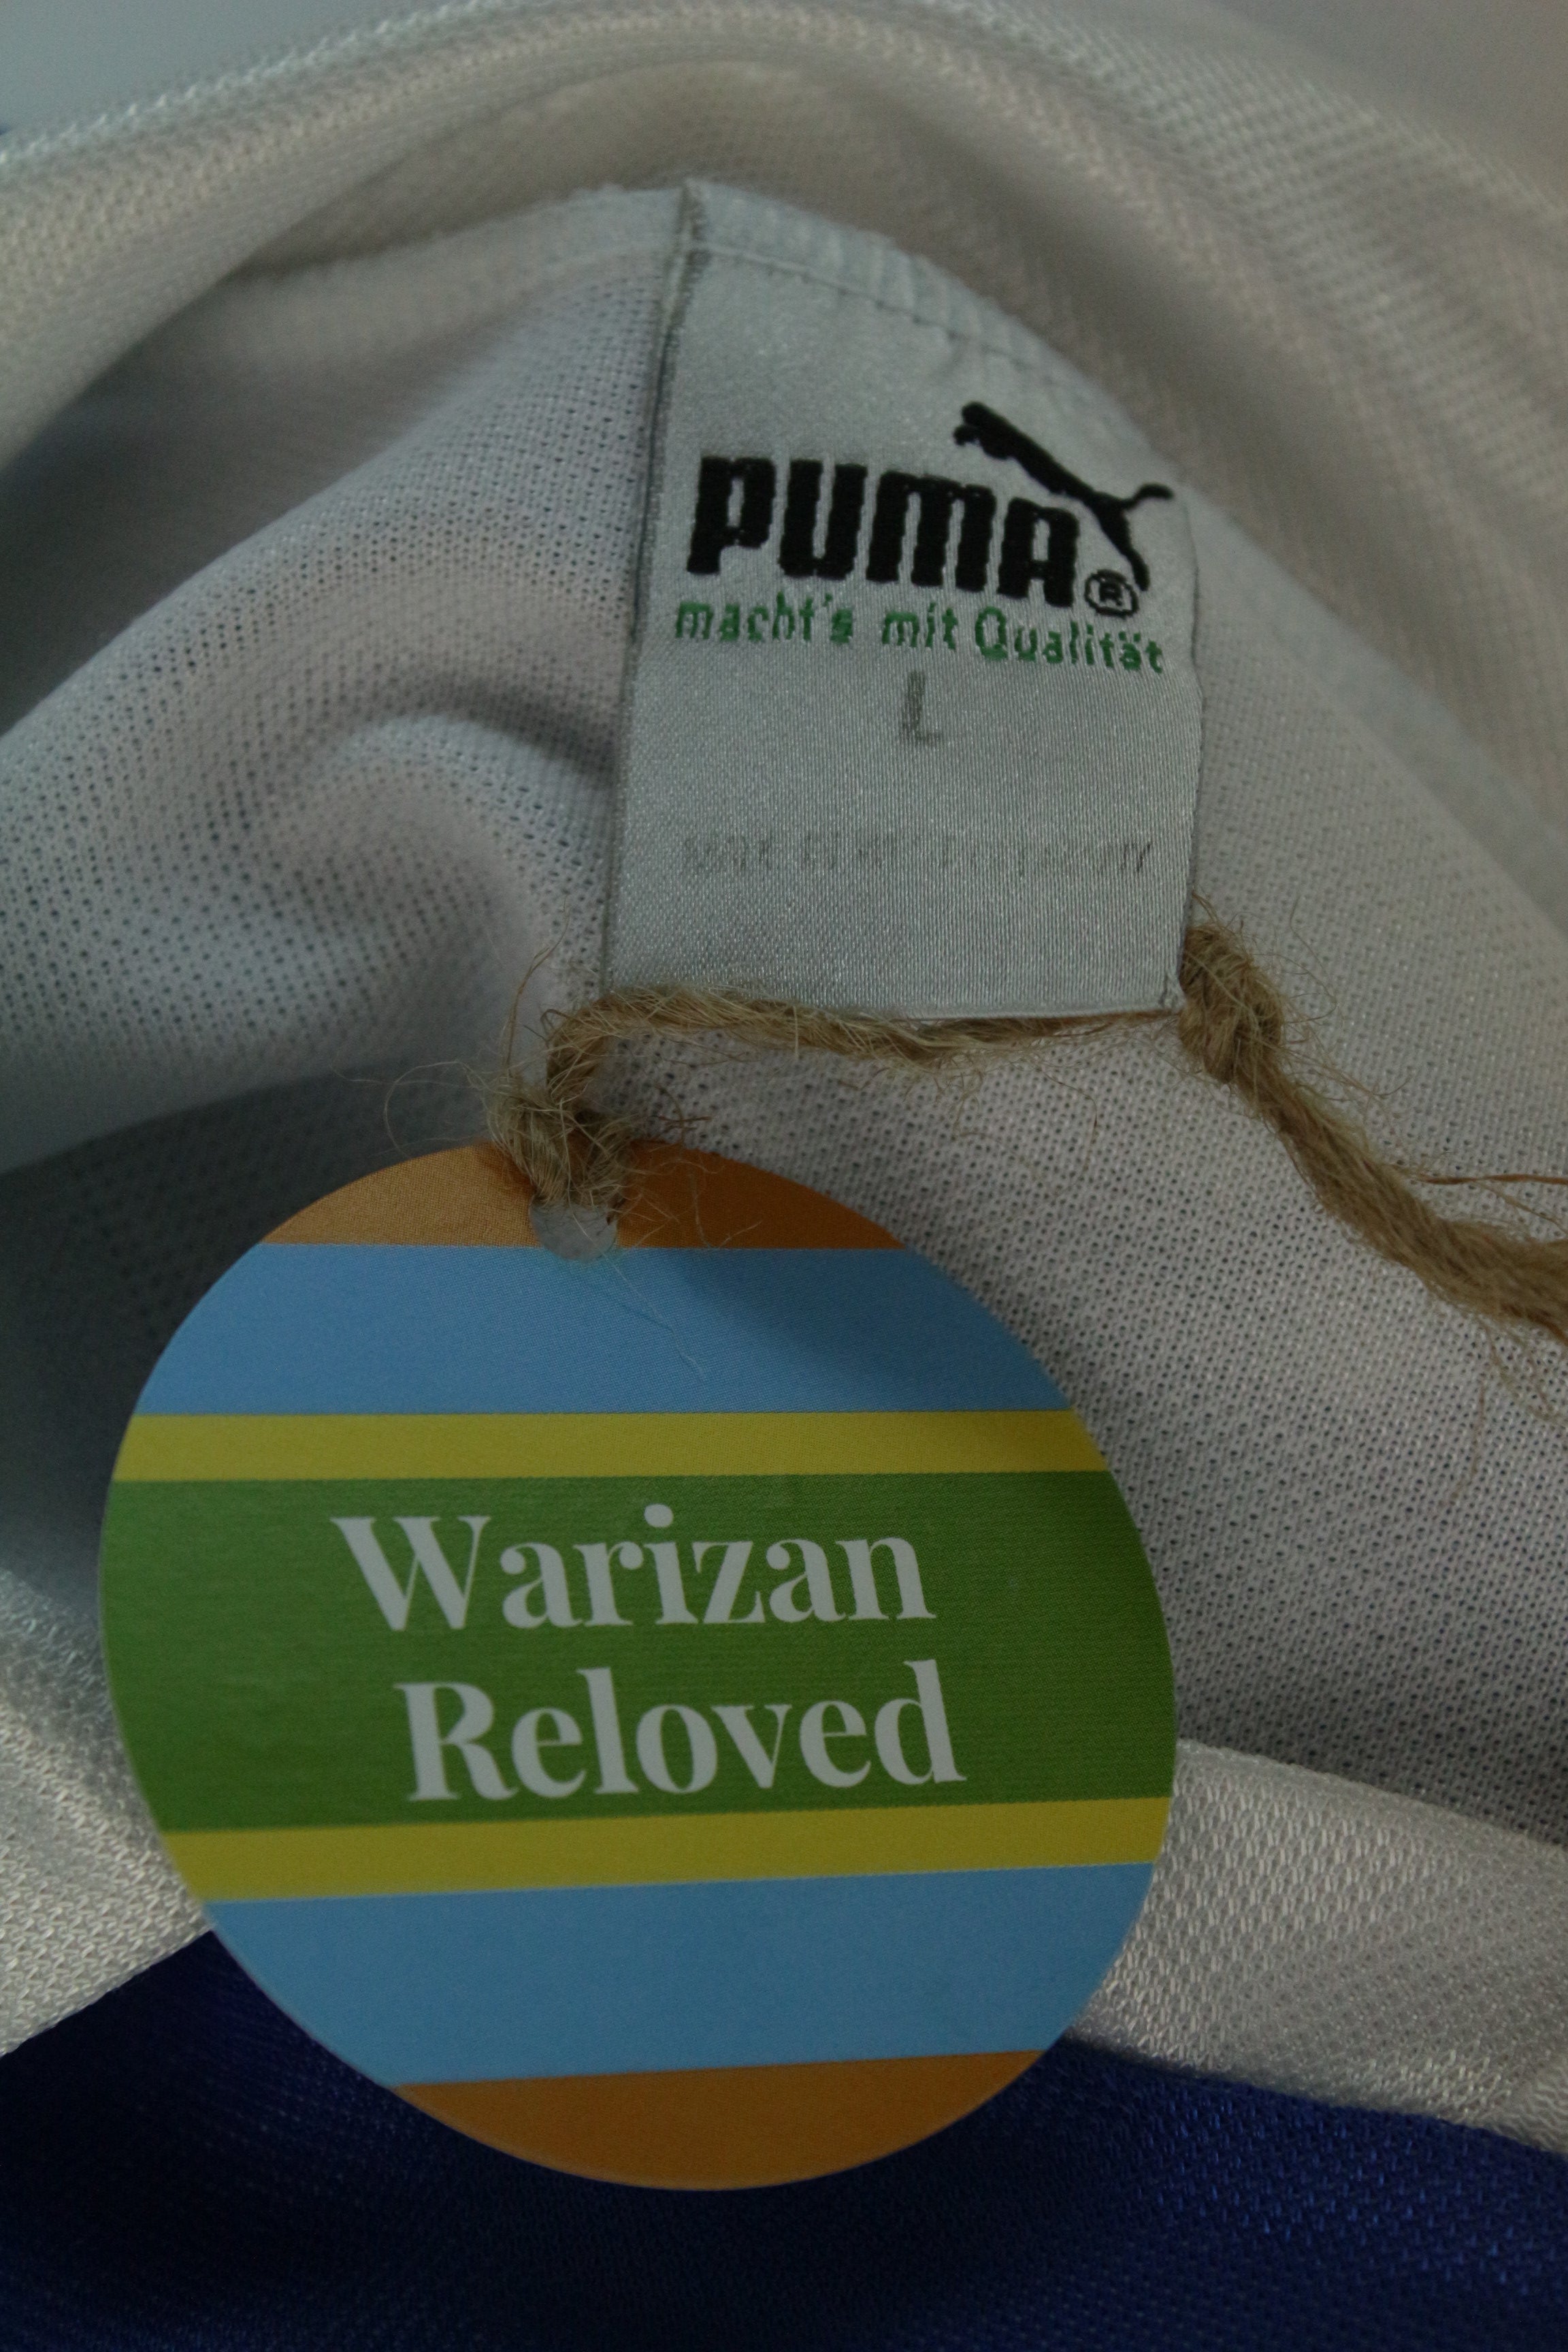 PUMA®
macht's mit Qualität
L
Warizan
Reloved